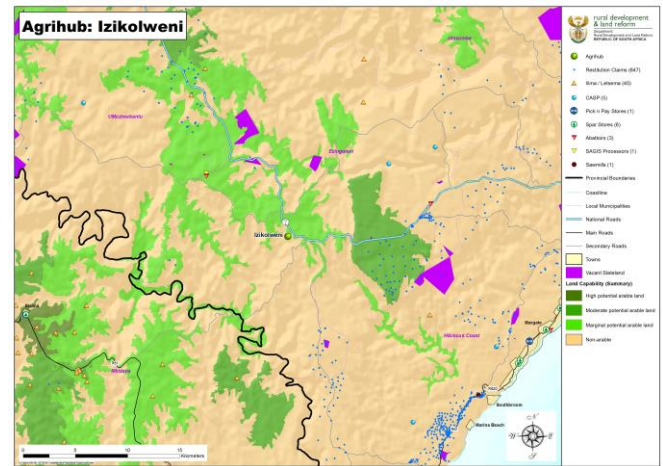 Agrihub: Izikolweni
rural development
& land reform
Department:
Rural Development and Land Reform
REPUBLIC OF SOUTH AFRICA
Agrihub
Restitution Claims (847)
Ilima / Letsema (40)
CASP (5)
Pick n Pay Stores (1)
Spar Stores (6)
Abattoirs (3)
SAGIS Processors (1)
Sawmills (1)
Provincial Boundaries
Coastline
Local Municipalities
National Roads
Main Roads
Secondary Roads
Towns
Vacant Stateland
Land Capability (Summary)
High potential arable land
Moderate potential arable land
Marginal potential arable land
Non-arable
Umuziwabantu
Ezinqoleni
Izikolweni
Hibiscus Coast
Margate
Bizana
Mbizana
Southbroom
Marina Beach
N
W
E
S
0 5 10 15
Kilometers